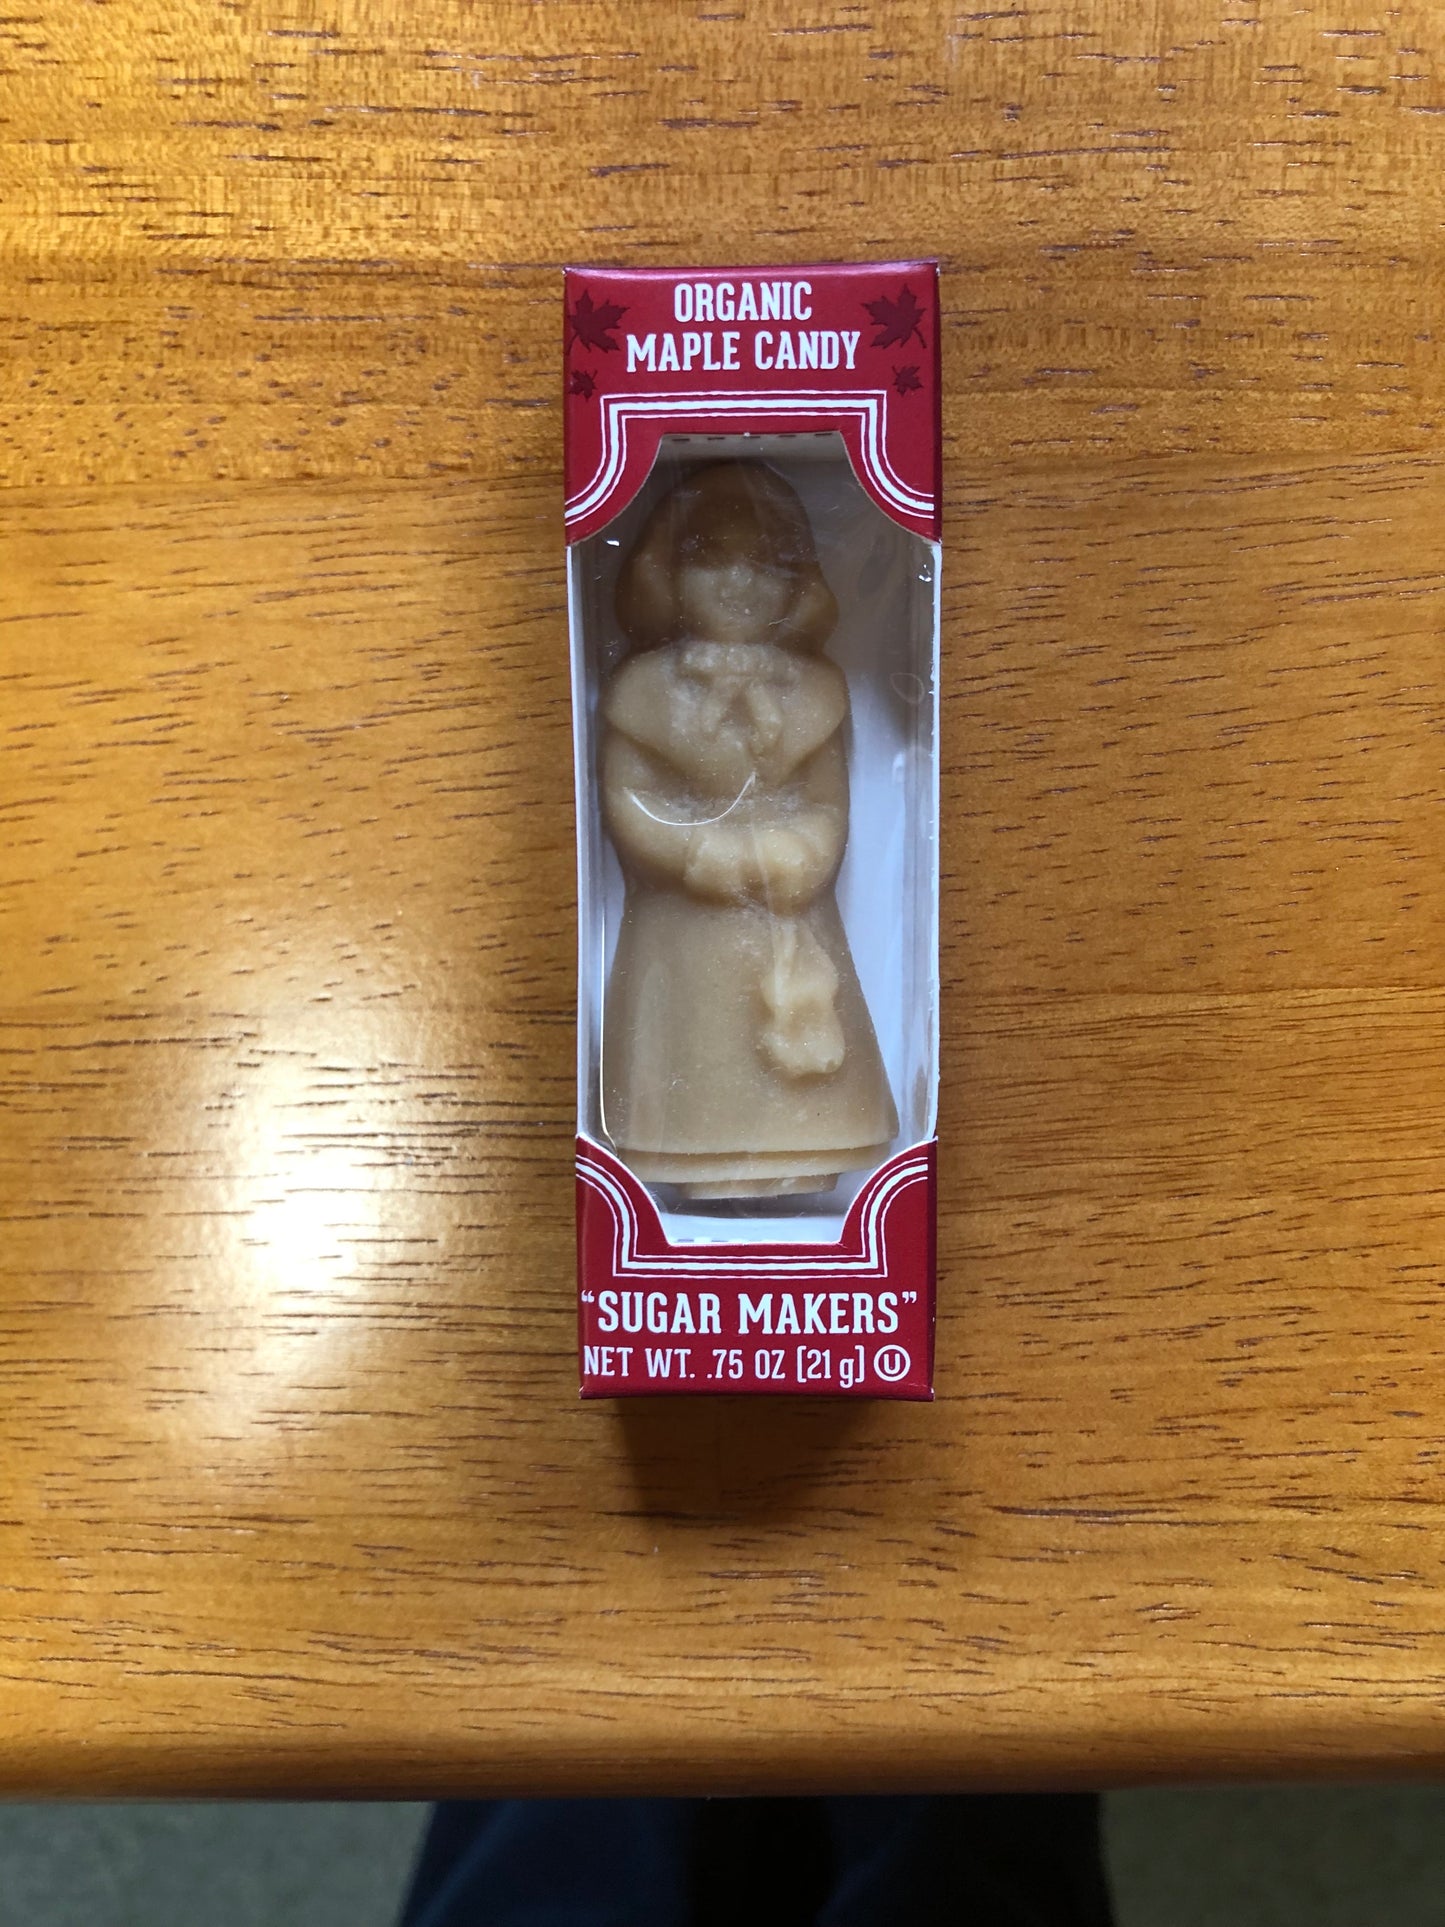 ORGANIC
MAPLE CANDY
“SUGAR MAKERS”
NET WT. .75 OZ [21 g] Ⓤ